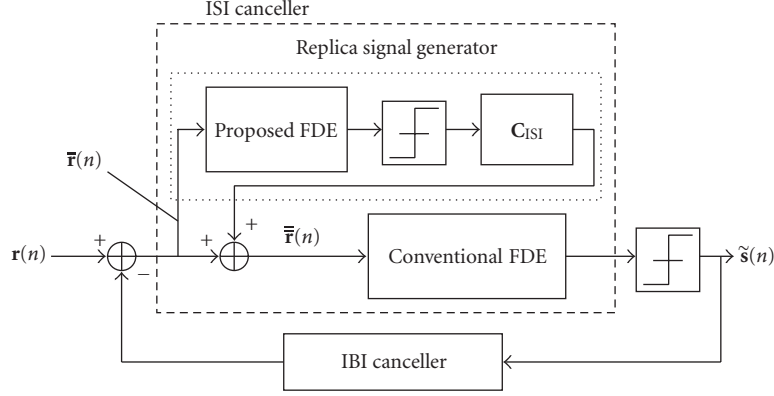 ISI canceller
Replica signal generator
Proposed FDE
C_ISI
r̿(n)
r(n)
+
−
+
+
r̿̄(n)
Conventional FDE
s̃(n)
IBI canceller